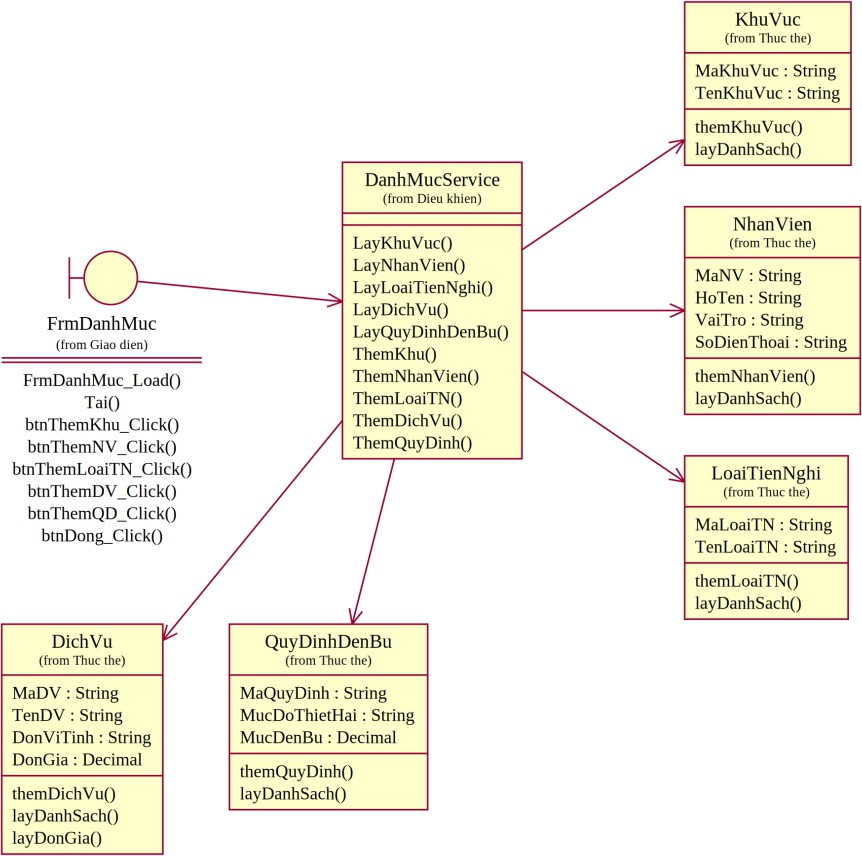 KhuVuc
(from Thuc the)
MaKhuVuc : String
TenKhuVuc : String
themKhuVuc()
layDanhSach()
DanhMucService
(from Dieu khien)
LayKhuVuc()
LayNhanVien()
LayLoaiTienNghi()
LayDichVu()
LayQuyDinhDenBu()
ThemKhu()
ThemNhanVien()
ThemLoaiTN()
ThemDichVu()
ThemQuyDinh()
NhanVien
(from Thuc the)
MaNV : String
HoTen : String
VaiTro : String
SoDienThoai : String
themNhanVien()
layDanhSach()
FrmDanhMuc
(from Giao dien)
FrmDanhMuc_Load()
Tai()
btnThemKhu_Click()
btnThemNV_Click()
btnThemLoaiTN_Click()
btnThemDV_Click()
btnThemQD_Click()
btnDong_Click()
LoaiTienNghi
(from Thuc the)
MaLoaiTN : String
TenLoaiTN : String
themLoaiTN()
layDanhSach()
DichVu
(from Thuc the)
MaDV : String
TenDV : String
DonViTinh : String
DonGia : Decimal
themDichVu()
layDanhSach()
layDonGia()
QuyDinhDenBu
(from Thuc the)
MaQuyDinh : String
MucDoThietHai : String
MucDenBu : Decimal
themQuyDinh()
layDanhSach()